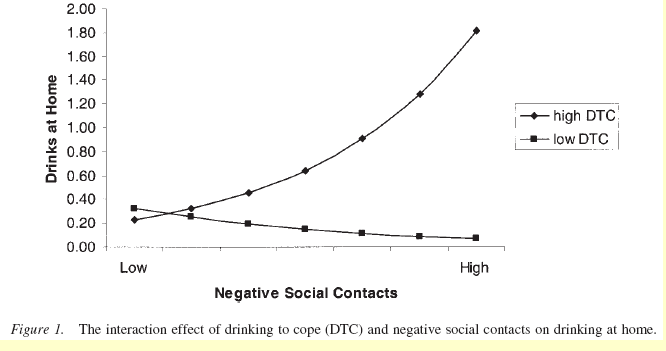 2.00
1.80
1.60
1.40
1.20
1.00
0.80
0.60
0.40
0.20
0.00
Drinks at Home
high DTC
low DTC
Low
High
Negative Social Contacts
Figure 1. The interaction effect of drinking to cope (DTC) and negative social contacts on drinking at home.